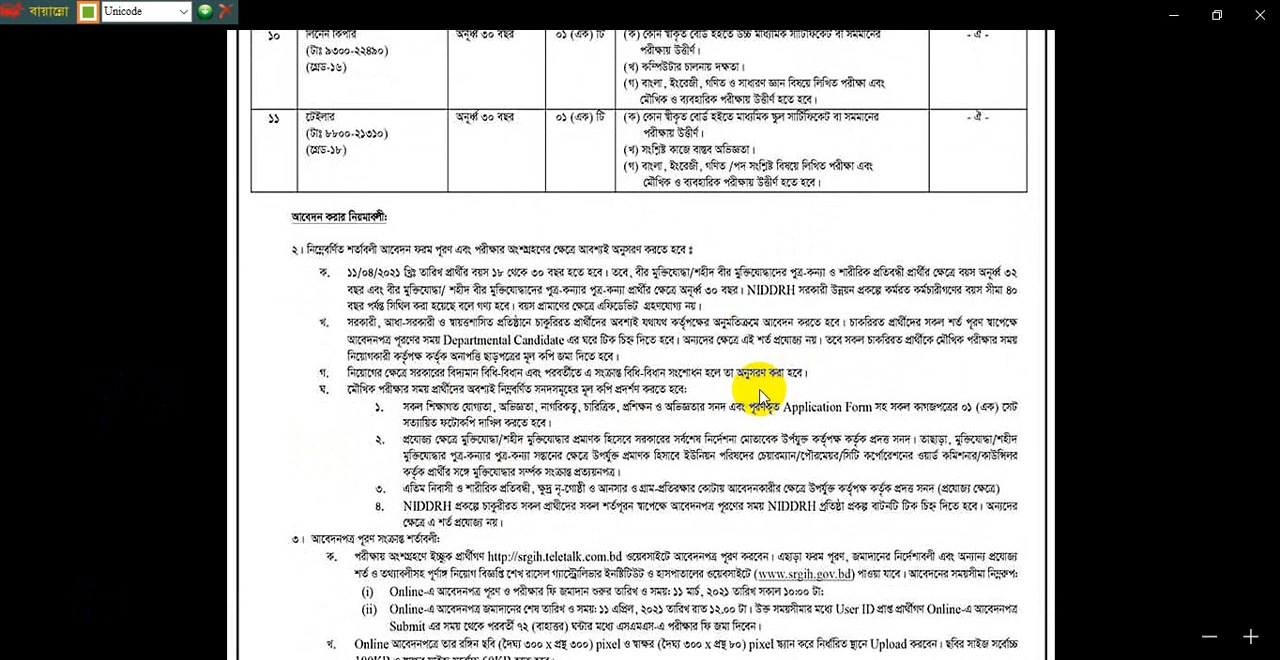 বায়ান্নো Unicode
১০ লিনেন কিপার অনূর্ধ্ব ৩০ বছর ০১ (এক) টি (ক) কোন স্বীকৃত বোর্ড হইতে উচ্চ মাধ্যমিক সার্টিফিকেট বা সমমানের - ঐ -
(টাঃ ৯৩০০-২২৪৯০) পরীক্ষায় উত্তীর্ণ।
(গ্রেড-১৬) (খ) কম্পিউটার চালনায় দক্ষতা।
(গ) বাংলা, ইংরেজী, গণিত ও সাধারণ জ্ঞান বিষয়ে লিখিত পরীক্ষা এবং
মৌখিক ও ব্যবহারিক পরীক্ষায় উত্তীর্ণ হতে হবে।
১১ টেইলার অনূর্ধ্ব ৩০ বছর ০১ (এক) টি (ক) কোন স্বীকৃত বোর্ড হইতে মাধ্যমিক স্কুল সার্টিফিকেট বা সমমানের - ঐ -
(টাঃ ৮৮০০-২১৩১০) পরীক্ষায় উত্তীর্ণ।
(গ্রেড-১৮) (খ) সংশ্লিষ্ট কাজে বাস্তব অভিজ্ঞতা।
(গ) বাংলা, ইংরেজী, গণিত /পদ সংশ্লিষ্ট বিষয়ে লিখিত পরীক্ষা এবং
মৌখিক ও ব্যবহারিক পরীক্ষায় উত্তীর্ণ হতে হবে।
আবেদন করার নিয়মাবলী:
২। নিম্নেবর্ণিত শর্তাবলী আবেদন ফরম পূরণ এবং পরীক্ষার অংশগ্রহণের ক্ষেত্রে আবশ্যই অনুসরণ করতে হবে ঃ
ক. ১১/০৪/২০২১ খ্রিঃ তারিখ প্রার্থীর বয়স ১৮ থেকে ৩০ বছর হতে হবে। তবে, বীর মুক্তিযোদ্ধা/শহীদ বীর মুক্তিযোদ্ধাদের পুত্র-কন্যা ও শারীরিক প্রতিবন্ধী প্রার্থীর ক্ষেত্রে বয়স অনূর্ধ্ব ৩২
বছর এবং বীর মুক্তিযোদ্ধা/ শহীদ বীর মুক্তিযোদ্ধাদের পুত্র-কন্যার পুত্র-কন্যা প্রার্থীর ক্ষেত্রে অনূর্ধ্ব ৩০ বছর। NIDDRH সরকারী উন্নয়ন প্রকল্পে কর্মরত কর্মচারীগণের বয়স সীমা ৪০
বছর পর্যন্ত সিথিল করা হয়েছে বলে গণ্য হবে। বয়স প্রামাণের ক্ষেত্রে এফিডেভিট গ্রহণযোগ্য নয়।
খ. সরকারী, আধা-সরকারী ও স্বায়ত্তশাসিত প্রতিষ্ঠানে চাকুরিরত প্রার্থীদের অবশ্যই যথাযথ কর্তৃপক্ষের অনুমতিক্রমে আবেদন করতে হবে। চাকরিরত প্রার্থীদের সকল শর্ত পূরণ স্বাপেক্ষে
আবেদনপত্র পূরণের সময় Departmental Candidate এর ঘরে টিক চিহ্ন দিতে হবে। অন্যদের ক্ষেত্রে এই শর্ত প্রযোজ্য নয়। তবে সকল চাকরিরত প্রার্থীকে মৌখিক পরীক্ষার সময়
নিয়োগকারী কর্তৃপক্ষ কর্তৃক অনাপত্তি ছাড়পত্রের মূল কপি জমা দিতে হবে।
গ. নিয়োগের ক্ষেত্রে সরকারের বিদ্যমান বিধি-বিধান এবং পরবর্তীতে এ সংক্রান্ত বিধি-বিধান সংশোধন হলে তা অনুসরণ করা হবে।
ঘ. মৌখিক পরীক্ষার সময় প্রার্থীদের অবশ্যই নিম্নবর্ণিত সনদসমূহের মূল কপি প্রদর্শণ করতে হবে:
১. সকল শিক্ষাগত যোগ্যতা, অভিজ্ঞতা, নাগরিকত্ব, চারিত্রিক, প্রশিক্ষন ও অভিজ্ঞতার সনদ এবং পূরণকৃত Application Form সহ সকল কাগজপত্রের ০১ (এক) সেট
সত্যায়িত ফটোকপি দাখিল করতে হবে।
২. প্রযোজ্য ক্ষেত্রে মুক্তিযোদ্ধা/শহীদ মুক্তিযোদ্ধার প্রমাণক হিসেবে সরকারের সর্বশেষ নির্দেশনা মোতাবেক উর্পযুক্ত কর্তৃপক্ষ কর্তৃক প্রদত্ত সনদ। তাছাড়া, মুক্তিযোদ্ধা/শহীদ
মুক্তিযোদ্ধার পুত্র-কন্যার পুত্র-কন্যা সন্তানের ক্ষেত্রে উপর্যুক্ত প্রমাণক হিসাবে ইউনিয়ন পরিষদের চেয়ারম্যান/পৌরমেয়র/সিটি কর্পোরেশনের ওয়ার্ড কমিশনার/কাউন্সিলর
কর্তৃক প্রার্থীর সঙ্গে মুক্তিযোদ্ধার সর্ম্পক সংক্রান্ত প্রত্যয়নপত্র।
৩. এতিম নিবাসী ও শারীরিক প্রতিবন্ধী, ক্ষুদ্র নৃ-গোষ্ঠী ও আনসার ও গ্রাম-প্রতিরক্ষার কোটায় আবেদনকারীর ক্ষেত্রে উপর্যুক্ত কর্তৃপক্ষ কর্তৃক প্রদত্ত সনদ (প্রযোজ্য ক্ষেত্রে)
৪. NIDDRH প্রকল্পে চাকুরীরত সকল প্রার্থীদের সকল শর্তপূরন স্বাপেক্ষে আবেদনপত্র পূরণের সময় NIDDRH প্রতিষ্ঠা প্রকল্প বাটনটি টিক চিহ্ন দিতে হবে। অন্যদের
ক্ষেত্রে এ শর্ত প্রযোজ্য নয়।
৩। আবেদনপত্র পূরণ সংক্রান্ত শর্তাবলী:
ক. পরীক্ষায় অংশগ্রহণে ইচ্ছুক প্রার্থীগণ http://srgih.teletalk.com.bd ওয়েবসাইটে আবেদনপত্র পূরণ করবেন। এছাড়া ফরম পূরণ, জমাদানের নির্দেশাবলী এবং অন্যান্য প্রযোজ্য
শর্ত ও তথ্যাবলীসহ পূর্ণাঙ্গ নিয়োগ বিজ্ঞপ্তি শেখ রাসেল গ্যাস্ট্রোলিভার ইনষ্টিটিউট ও হাসপাতালের ওয়েবসাইটে (www.srgih.gov.bd) পাওয়া যাবে। আবেদনের সময়সীমা নিম্নরুপ:
(i) Online-এ আবেদনপত্র পূরণ ও পরীক্ষার ফি জমাদান শুরুর তারিখ ও সময়: ১১ মার্চ, ২০২১ তারিখ সকাল ১০:০০ টা;
(ii) Online-এ আবেদনপত্র জমাদানের শেষ তারিখ ও সময়: ১১ এপ্রিল, ২০২১ তারিখ রাত ১২.০০ টা। উক্ত সময়সীমার মধ্যে User ID প্রাপ্ত প্রার্থীগণ Online-এ আবেদনপত্র
Submit এর সময় থেকে পরবর্তী ৭২ (বাহাত্তর) ঘন্টার মধ্যে এসএমএস-এ পরীক্ষার ফি জমা দিবেন।
খ. Online আবেদনপত্রে তার রঙ্গিন ছবি (দৈঘ্য ৩০০ x প্রস্থ ৩০০) pixel ও স্বাক্ষর (দৈঘ্য ৩০০ x প্রস্থ ৮০) pixel স্ক্যান করে নির্ধারিত স্থানে Upload করবেন। ছবির সাইজ সর্বোচ্চ